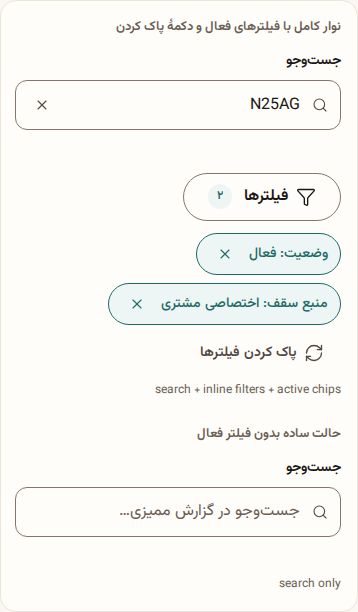 نوار کامل با فیلترهای فعال و دکمهٔ پاک کردن
جست‌وجو
N25AG
فیلترها ۲
وضعیت: فعال
منبع سقف: اختصاصی مشتری
پاک کردن فیلترها
search + inline filters + active chips
حالت ساده بدون فیلتر فعال
جست‌وجو
جست‌وجو در گزارش ممیزی…
search only